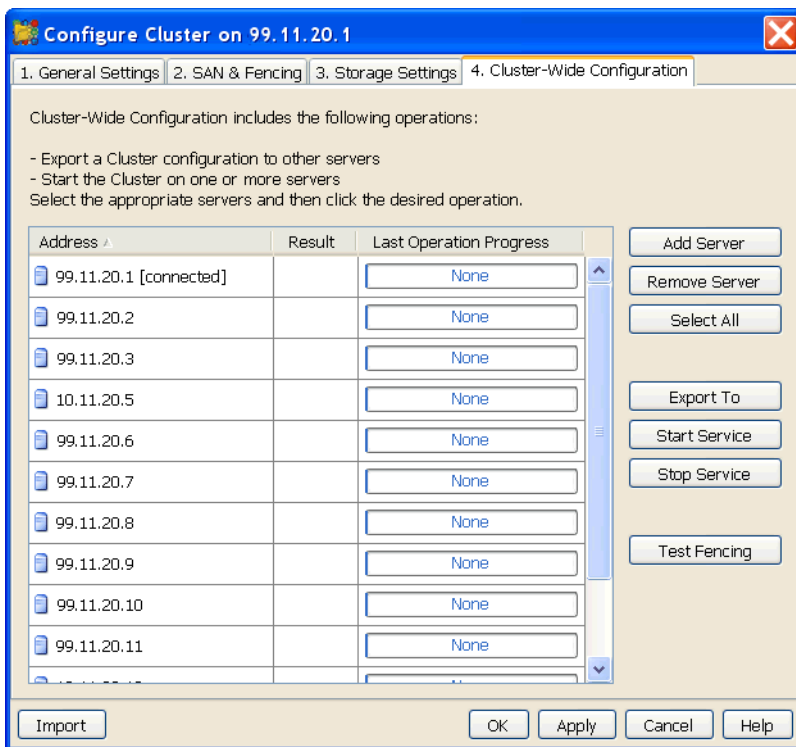 Configure Cluster on 99.11.20.1
1. General Settings 2. SAN & Fencing 3. Storage Settings 4. Cluster-Wide Configuration
Cluster-Wide Configuration includes the following operations:
- Export a Cluster configuration to other servers
- Start the Cluster on one or more servers
Select the appropriate servers and then click the desired operation.
Address Result Last Operation Progress
99.11.20.1 [connected] None
99.11.20.2 None
99.11.20.3 None
10.11.20.5 None
99.11.20.6 None
99.11.20.7 None
99.11.20.8 None
99.11.20.9 None
99.11.20.10 None
99.11.20.11 None
Add Server
Remove Server
Select All
Export To
Start Service
Stop Service
Test Fencing
Import OK Apply Cancel Help